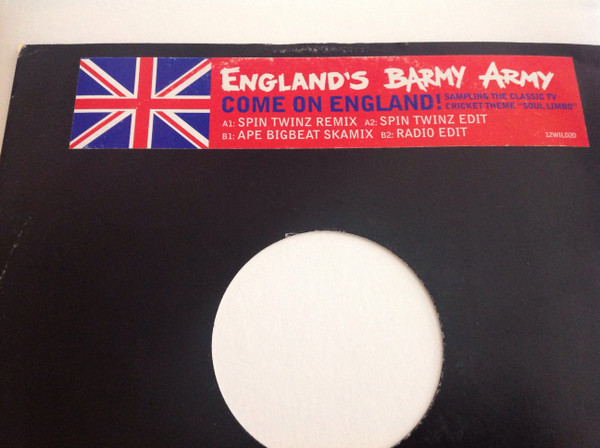 ENGLAND'S BARMY ARMY
COME ON ENGLAND! SAMPLING THE CLASSIC TV
CRICKET THEME "SOUL LIMBO"
A1: SPIN TWINZ REMIX A2: SPIN TWINZ EDIT
B1: APE BIGBEAT SKAMIX B2: RADIO EDIT
12WIL020